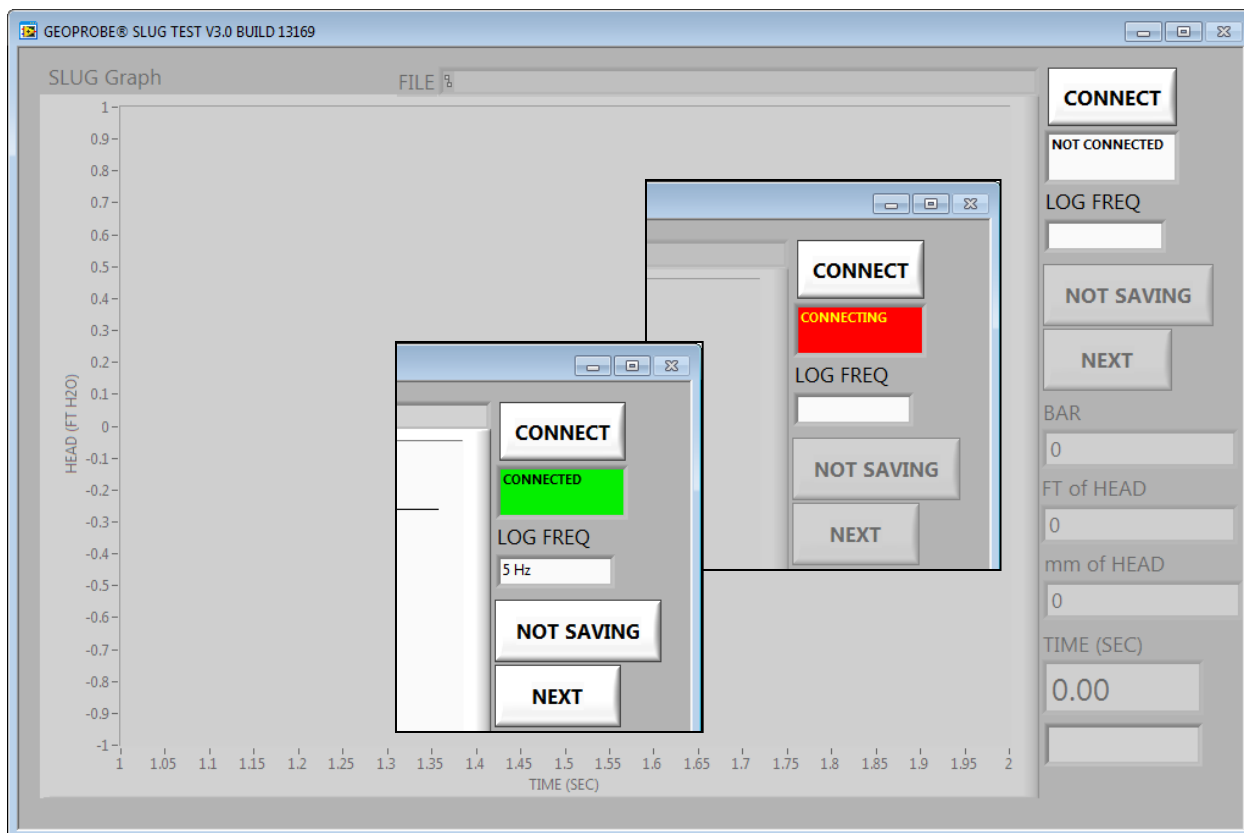 GEOPROBE® SLUG TEST V3.0 BUILD 13169
SLUG Graph
FILE
1
0.9
0.8
0.7
0.6
0.5
0.4
0.3
0.2
0.1
0
-0.1
-0.2
-0.3
-0.4
-0.5
-0.6
-0.7
-0.8
-0.9
-1
HEAD (FT H2O)
1 1.05 1.1 1.15 1.2 1.25 1.3 1.35 1.4 1.45 1.5 1.55 1.6 1.65 1.7 1.75 1.8 1.85 1.9 1.95 2
TIME (SEC)
CONNECT
CONNECTED
LOG FREQ
5 Hz
NOT SAVING
NEXT
CONNECT
CONNECTING
LOG FREQ
NOT SAVING
NEXT
CONNECT
NOT CONNECTED
LOG FREQ
NOT SAVING
NEXT
BAR
0
FT of HEAD
0
mm of HEAD
0
TIME (SEC)
0.00